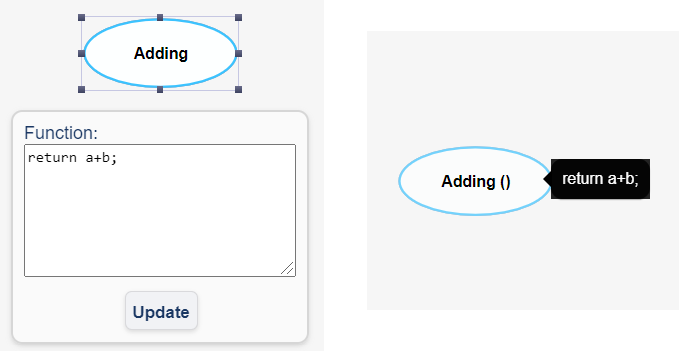 Adding
Function:
return a+b;
Update
Adding ()
return a+b;